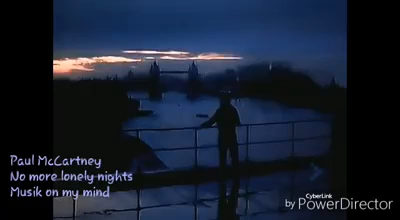 Paul McCartney
No more lonely nights
Musik on my mind
CyberLink
by PowerDirector